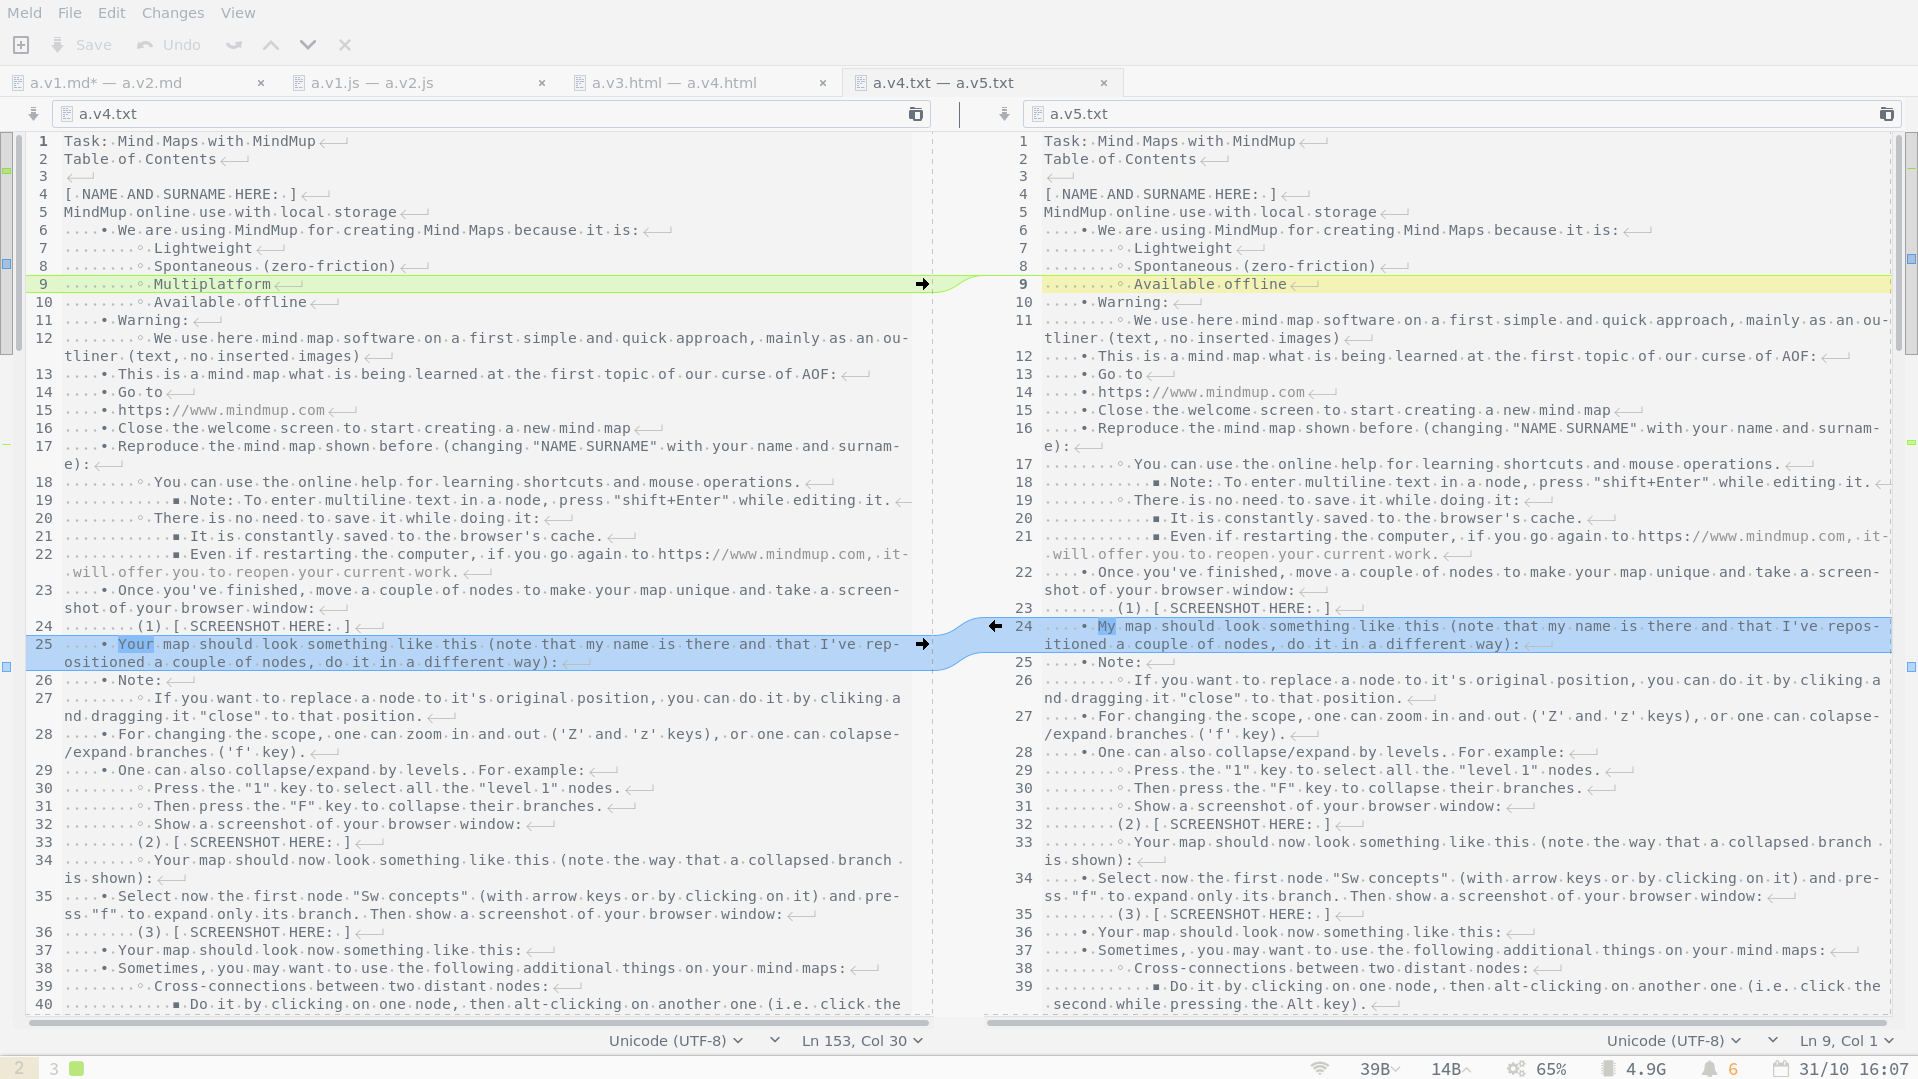 Meld File Edit Changes View
Save Undo
a.v1.md* — a.v2.md × a.v1.js — a.v2.js × a.v3.html — a.v4.html × a.v4.txt — a.v5.txt ×
a.v4.txt
1 Task: Mind Maps with MindMup
2 Table of Contents
3
4 [ NAME AND SURNAME HERE: ]
5 MindMup online use with local storage
6 • We are using MindMup for creating Mind Maps because it is:
7 ◦ Lightweight
8 ◦ Spontaneous (zero-friction)
9 ◦ Multiplatform
10 ◦ Available offline
11 • Warning:
12 ◦ We use here mind map software on a first simple and quick approach, mainly as an ou-
tliner (text, no inserted images)
13 • This is a mind map what is being learned at the first topic of our curse of AOF:
14 • Go to
15 • https://www.mindmup.com
16 • Close the welcome screen to start creating a new mind map
17 • Reproduce the mind map shown before (changing "NAME SURNAME" with your name and surnam-
e):
18 ◦ You can use the online help for learning shortcuts and mouse operations.
19 ▪ Note: To enter multiline text in a node, press "shift+Enter" while editing it.
20 ◦ There is no need to save it while doing it:
21 ▪ It is constantly saved to the browser's cache.
22 ▪ Even if restarting the computer, if you go again to https://www.mindmup.com, it-
will offer you to reopen your current work.
23 • Once you've finished, move a couple of nodes to make your map unique and take a screen-
shot of your browser window:
24 (1) [ SCREENSHOT HERE: ]
25 • Your map should look something like this (note that my name is there and that I've rep-
ositioned a couple of nodes, do it in a different way):
26 • Note:
27 ◦ If you want to replace a node to it's original position, you can do it by cliking a
nd dragging it "close" to that position.
28 • For changing the scope, one can zoom in and out ('Z' and 'z' keys), or one can colapse-
/expand branches ('f' key).
29 • One can also collapse/expand by levels. For example:
30 ◦ Press the "1" key to select all the "level 1" nodes.
31 ◦ Then press the "F" key to collapse their branches.
32 ◦ Show a screenshot of your browser window:
33 (2) [ SCREENSHOT HERE: ]
34 ◦ Your map should now look something like this (note the way that a collapsed branch
is shown):
35 • Select now the first node "Sw concepts" (with arrow keys or by clicking on it) and pre-
ss "f" to expand only its branch. Then show a screenshot of your browser window:
36 (3) [ SCREENSHOT HERE: ]
37 • Your map should look now something like this:
38 • Sometimes, you may want to use the following additional things on your mind maps:
39 ◦ Cross-connections between two distant nodes:
40 ▪ Do it by clicking on one node, then alt-clicking on another one (i.e. click the
Unicode (UTF-8) Ln 153, Col 30
a.v5.txt
1 Task: Mind Maps with MindMup
2 Table of Contents
3
4 [ NAME AND SURNAME HERE: ]
5 MindMup online use with local storage
6 • We are using MindMup for creating Mind Maps because it is:
7 ◦ Lightweight
8 ◦ Spontaneous (zero-friction)
9 ◦ Available offline
10 • Warning:
11 ◦ We use here mind map software on a first simple and quick approach, mainly as an ou-
tliner (text, no inserted images)
12 • This is a mind map what is being learned at the first topic of our curse of AOF:
13 • Go to
14 • https://www.mindmup.com
15 • Close the welcome screen to start creating a new mind map
16 • Reproduce the mind map shown before (changing "NAME SURNAME" with your name and surnam-
e):
17 ◦ You can use the online help for learning shortcuts and mouse operations.
18 ▪ Note: To enter multiline text in a node, press "shift+Enter" while editing it.
19 ◦ There is no need to save it while doing it:
20 ▪ It is constantly saved to the browser's cache.
21 ▪ Even if restarting the computer, if you go again to https://www.mindmup.com, it-
will offer you to reopen your current work.
22 • Once you've finished, move a couple of nodes to make your map unique and take a screen-
shot of your browser window:
23 (1) [ SCREENSHOT HERE: ]
24 • My map should look something like this (note that my name is there and that I've repos-
itioned a couple of nodes, do it in a different way):
25 • Note:
26 ◦ If you want to replace a node to it's original position, you can do it by cliking a
nd dragging it "close" to that position.
27 • For changing the scope, one can zoom in and out ('Z' and 'z' keys), or one can colapse-
/expand branches ('f' key).
28 • One can also collapse/expand by levels. For example:
29 ◦ Press the "1" key to select all the "level 1" nodes.
30 ◦ Then press the "F" key to collapse their branches.
31 ◦ Show a screenshot of your browser window:
32 (2) [ SCREENSHOT HERE: ]
33 ◦ Your map should now look something like this (note the way that a collapsed branch
is shown):
34 • Select now the first node "Sw concepts" (with arrow keys or by clicking on it) and pre-
ss "f" to expand only its branch. Then show a screenshot of your browser window:
35 (3) [ SCREENSHOT HERE: ]
36 • Your map should look now something like this:
37 • Sometimes, you may want to use the following additional things on your mind maps:
38 ◦ Cross-connections between two distant nodes:
39 ▪ Do it by clicking on one node, then alt-clicking on another one (i.e. click the
second while pressing the Alt key).
Unicode (UTF-8) Ln 9, Col 1
2 3 39B 14B 65% 4.9G 6 31/10 16:07